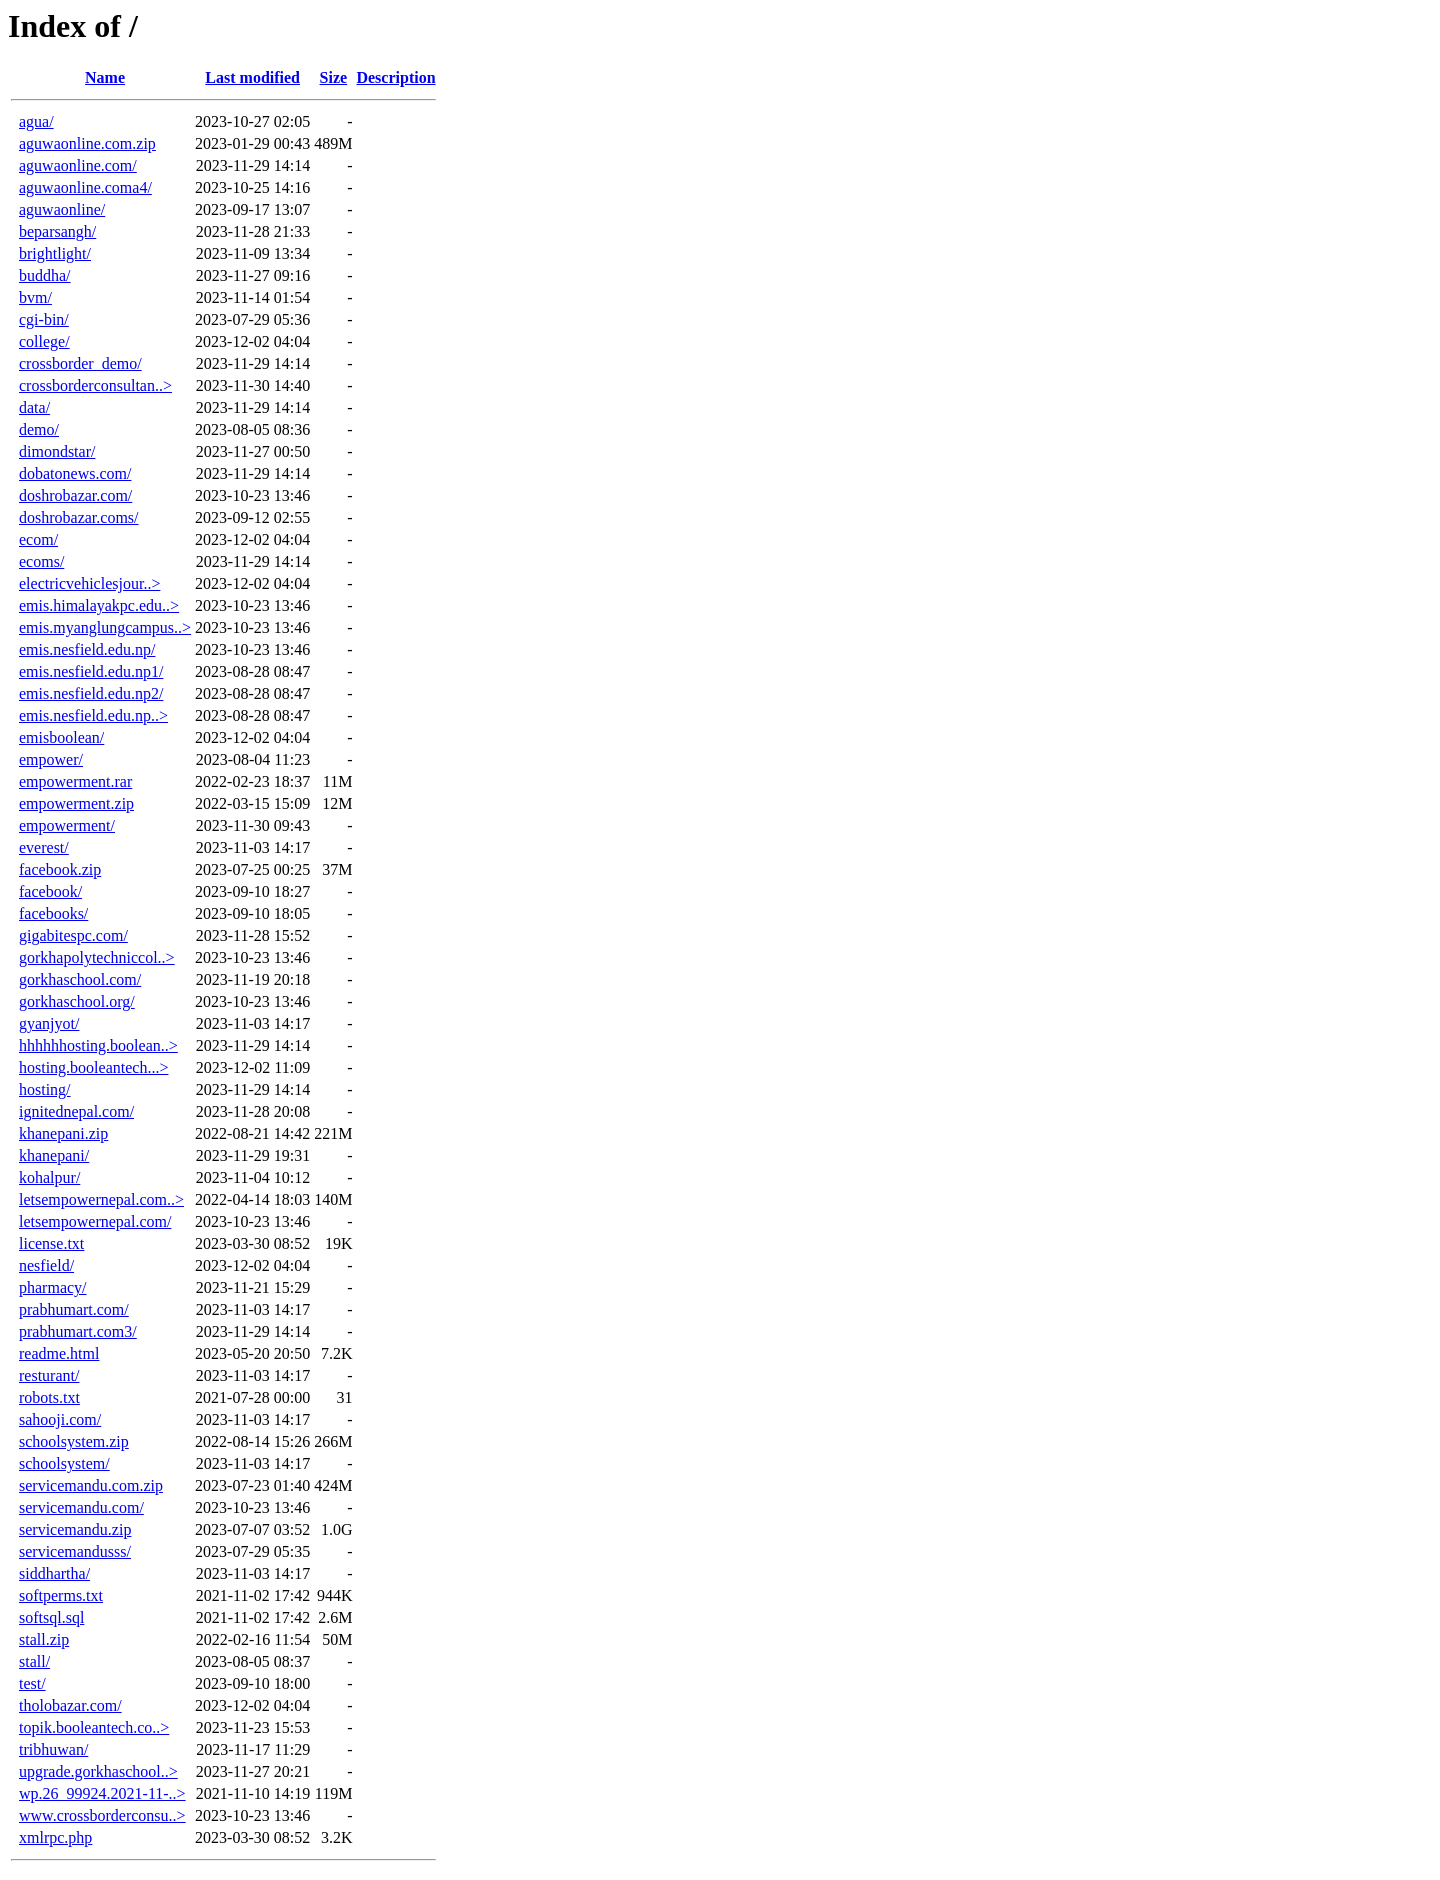 Index of /
Name Last modified Size Description
agua/ 2023-10-27 02:05 -
aguwaonline.com.zip 2023-01-29 00:43 489M
aguwaonline.com/ 2023-11-29 14:14 -
aguwaonline.coma4/ 2023-10-25 14:16 -
aguwaonline/ 2023-09-17 13:07 -
beparsangh/ 2023-11-28 21:33 -
brightlight/ 2023-11-09 13:34 -
buddha/ 2023-11-27 09:16 -
bvm/ 2023-11-14 01:54 -
cgi-bin/ 2023-07-29 05:36 -
college/ 2023-12-02 04:04 -
crossborder_demo/ 2023-11-29 14:14 -
crossborderconsultan..> 2023-11-30 14:40 -
data/ 2023-11-29 14:14 -
demo/ 2023-08-05 08:36 -
dimondstar/ 2023-11-27 00:50 -
dobatonews.com/ 2023-11-29 14:14 -
doshrobazar.com/ 2023-10-23 13:46 -
doshrobazar.coms/ 2023-09-12 02:55 -
ecom/ 2023-12-02 04:04 -
ecoms/ 2023-11-29 14:14 -
electricvehiclesjour..> 2023-12-02 04:04 -
emis.himalayakpc.edu..> 2023-10-23 13:46 -
emis.myanglungcampus..> 2023-10-23 13:46 -
emis.nesfield.edu.np/ 2023-10-23 13:46 -
emis.nesfield.edu.np1/ 2023-08-28 08:47 -
emis.nesfield.edu.np2/ 2023-08-28 08:47 -
emis.nesfield.edu.np..> 2023-08-28 08:47 -
emisboolean/ 2023-12-02 04:04 -
empower/ 2023-08-04 11:23 -
empowerment.rar 2022-02-23 18:37 11M
empowerment.zip 2022-03-15 15:09 12M
empowerment/ 2023-11-30 09:43 -
everest/ 2023-11-03 14:17 -
facebook.zip 2023-07-25 00:25 37M
facebook/ 2023-09-10 18:27 -
facebooks/ 2023-09-10 18:05 -
gigabitespc.com/ 2023-11-28 15:52 -
gorkhapolytechniccol..> 2023-10-23 13:46 -
gorkhaschool.com/ 2023-11-19 20:18 -
gorkhaschool.org/ 2023-10-23 13:46 -
gyanjyot/ 2023-11-03 14:17 -
hhhhhhosting.boolean..> 2023-11-29 14:14 -
hosting.booleantech...> 2023-12-02 11:09 -
hosting/ 2023-11-29 14:14 -
ignitednepal.com/ 2023-11-28 20:08 -
khanepani.zip 2022-08-21 14:42 221M
khanepani/ 2023-11-29 19:31 -
kohalpur/ 2023-11-04 10:12 -
letsempowernepal.com..> 2022-04-14 18:03 140M
letsempowernepal.com/ 2023-10-23 13:46 -
license.txt 2023-03-30 08:52 19K
nesfield/ 2023-12-02 04:04 -
pharmacy/ 2023-11-21 15:29 -
prabhumart.com/ 2023-11-03 14:17 -
prabhumart.com3/ 2023-11-29 14:14 -
readme.html 2023-05-20 20:50 7.2K
resturant/ 2023-11-03 14:17 -
robots.txt 2021-07-28 00:00 31
sahooji.com/ 2023-11-03 14:17 -
schoolsystem.zip 2022-08-14 15:26 266M
schoolsystem/ 2023-11-03 14:17 -
servicemandu.com.zip 2023-07-23 01:40 424M
servicemandu.com/ 2023-10-23 13:46 -
servicemandu.zip 2023-07-07 03:52 1.0G
servicemandusss/ 2023-07-29 05:35 -
siddhartha/ 2023-11-03 14:17 -
softperms.txt 2021-11-02 17:42 944K
softsql.sql 2021-11-02 17:42 2.6M
stall.zip 2022-02-16 11:54 50M
stall/ 2023-08-05 08:37 -
test/ 2023-09-10 18:00 -
tholobazar.com/ 2023-12-02 04:04 -
topik.booleantech.co..> 2023-11-23 15:53 -
tribhuwan/ 2023-11-17 11:29 -
upgrade.gorkhaschool..> 2023-11-27 20:21 -
wp.26_99924.2021-11-..> 2021-11-10 14:19 119M
www.crossborderconsu..> 2023-10-23 13:46 -
xmlrpc.php 2023-03-30 08:52 3.2K